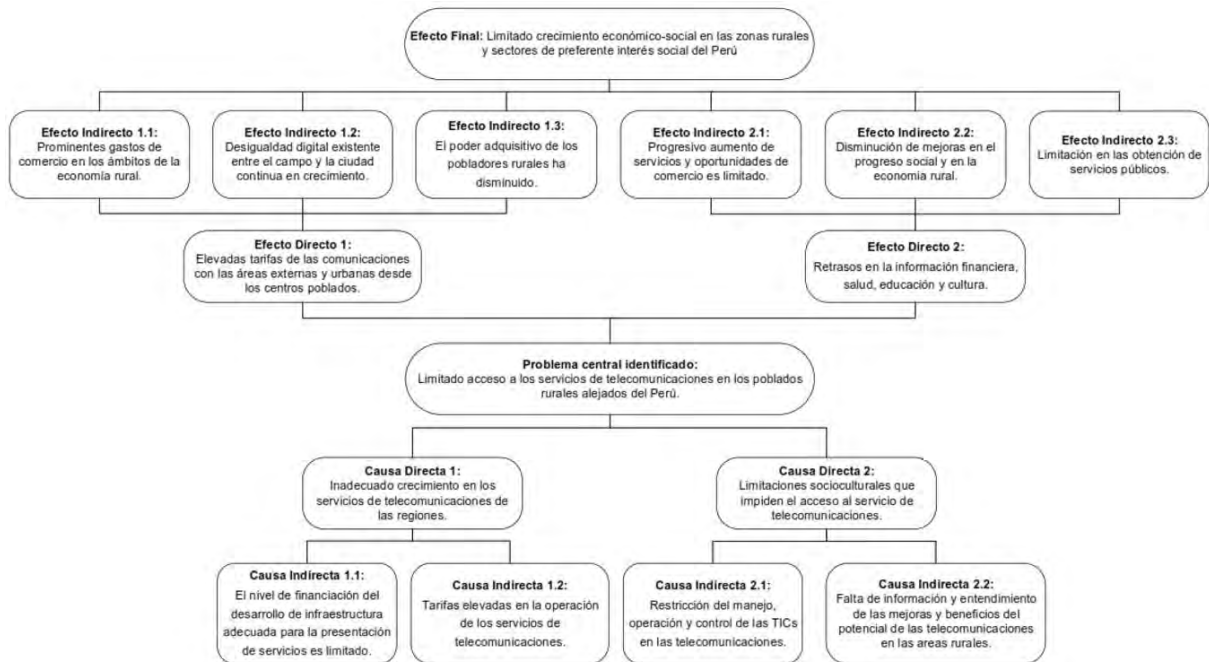 Efecto Final: Limitado crecimiento económico-social en las zonas rurales
y sectores de preferente interés social del Perú
Efecto Indirecto 1.1:
Prominentes gastos de
comercio en los ámbitos de la
economía rural.
Efecto Indirecto 1.2:
Desigualdad digital existente
entre el campo y la ciudad
continua en crecimiento.
Efecto Indirecto 1.3:
El poder adquisitivo de los
pobladores rurales ha
disminuido.
Efecto Indirecto 2.1:
Progresivo aumento de
servicios y oportunidades de
comercio es limitado.
Efecto Indirecto 2.2:
Disminución de mejoras en el
progreso social y en la
economía rural.
Efecto Indirecto 2.3:
Limitación en las obtención de
servicios públicos.
Efecto Directo 1:
Elevadas tarifas de las comunicaciones
con las áreas externas y urbanas desde
los centros poblados.
Efecto Directo 2:
Retrasos en la información financiera,
salud, educación y cultura.
Problema central identificado:
Limitado acceso a los servicios de telecomunicaciones en los poblados
rurales alejados del Perú.
Causa Directa 1:
Inadecuado crecimiento en los
servicios de telecomunicaciones de
las regiones.
Causa Directa 2:
Limitaciones socioculturales que
impiden el acceso al servicio de
telecomunicaciones.
Causa Indirecta 1.1:
El nivel de financiación del
desarrollo de infraestructura
adecuada para la presentación
de servicios es limitado.
Causa Indirecta 1.2:
Tarifas elevadas en la operación
de los servicios de
telecomunicaciones.
Causa Indirecta 2.1:
Restricción del manejo,
operación y control de las TICs
en las telecomunicaciones.
Causa Indirecta 2.2:
Falta de información y entendimiento
de las mejoras y beneficios del
potencial de las telecomunicaciones
en las areas rurales.